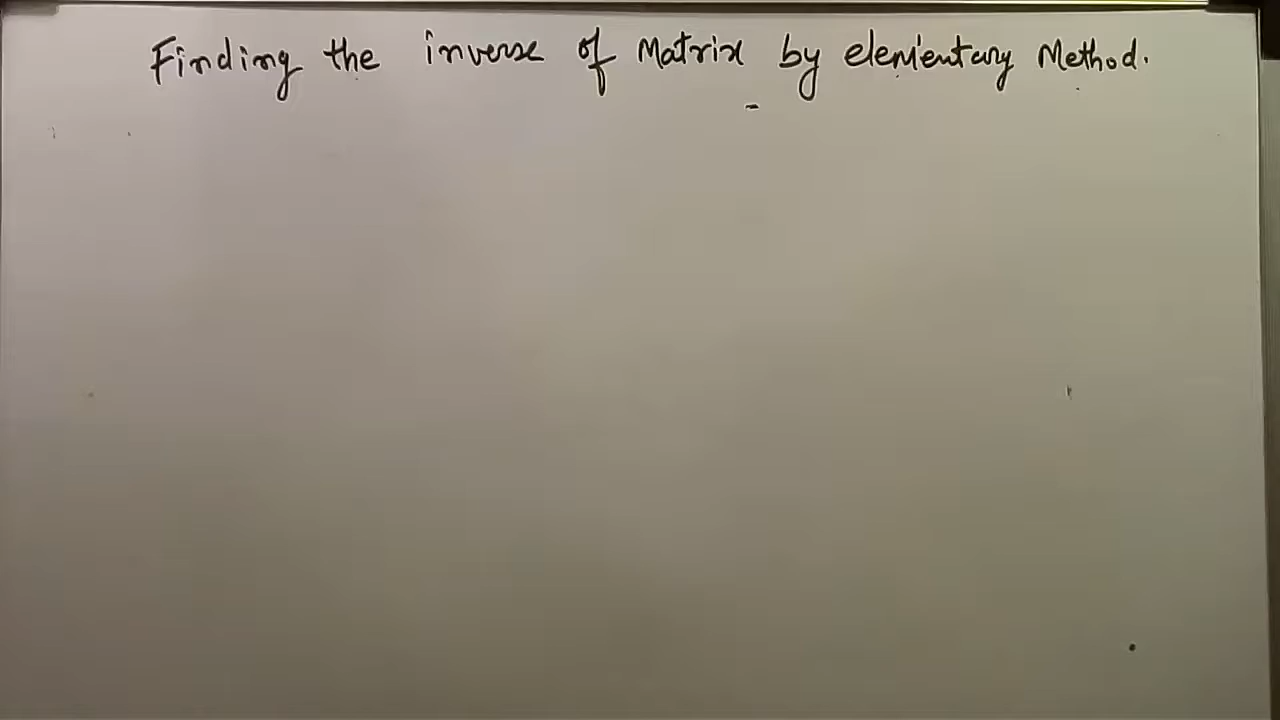 Finding the inverse of Matrix by elementary Method.